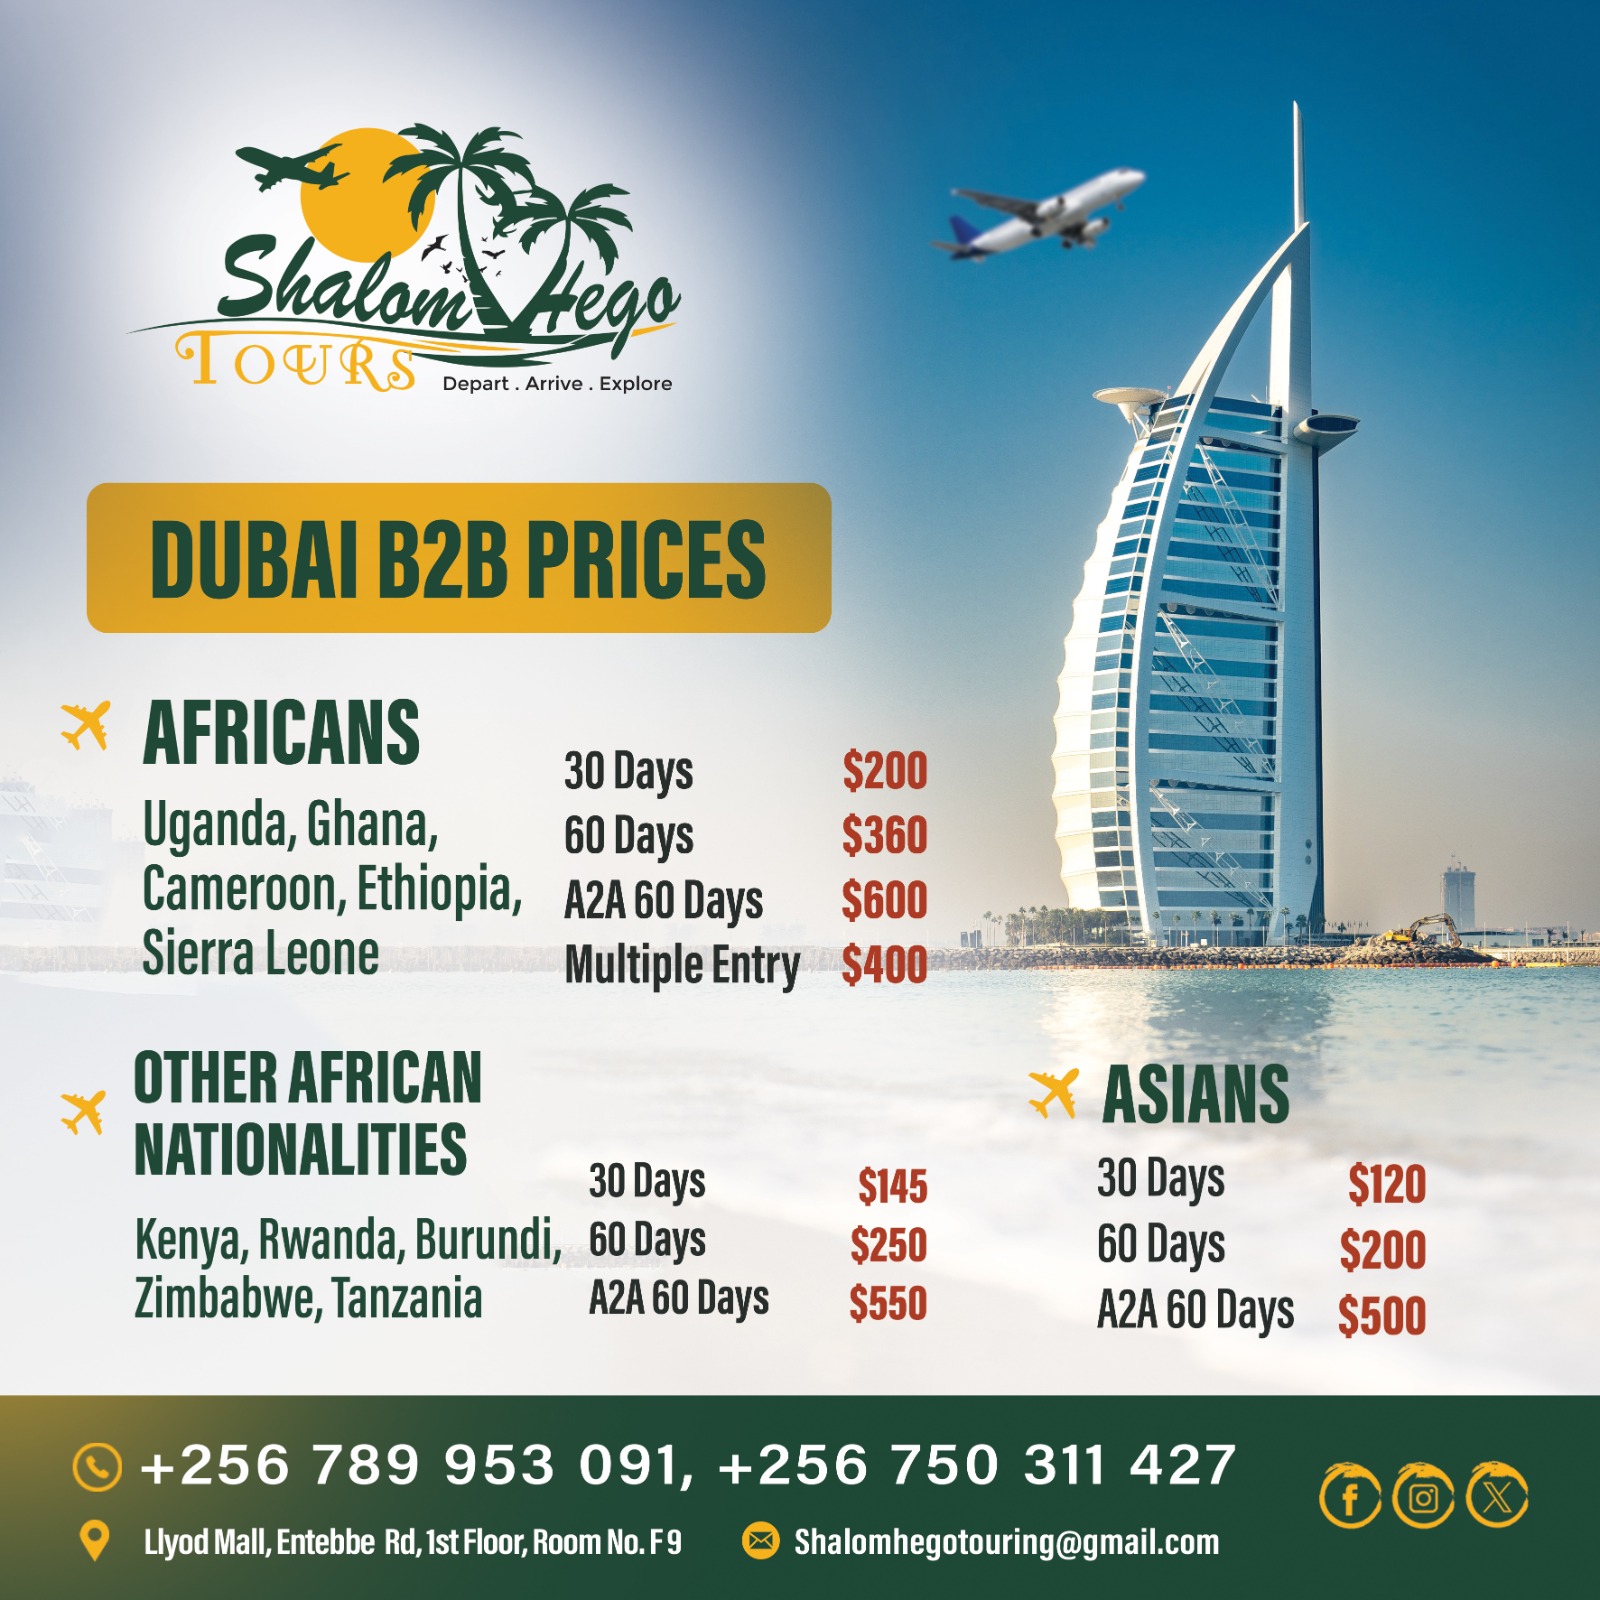 Shalom Hego
TOURS
Depart . Arrive . Explore
DUBAI B2B PRICES
AFRICANS
Uganda, Ghana,
Cameroon, Ethiopia,
Sierra Leone
30 Days $200
60 Days $360
A2A 60 Days $600
Multiple Entry $400
OTHER AFRICAN
NATIONALITIES
Kenya, Rwanda, Burundi,
Zimbabwe, Tanzania
30 Days $145
60 Days $250
A2A 60 Days $550
ASIANS
30 Days $120
60 Days $200
A2A 60 Days $500
+256 789 953 091, +256 750 311 427
Llyod Mall, Entebbe Rd, 1st Floor, Room No. F 9
Shalomhegotouring@gmail.com